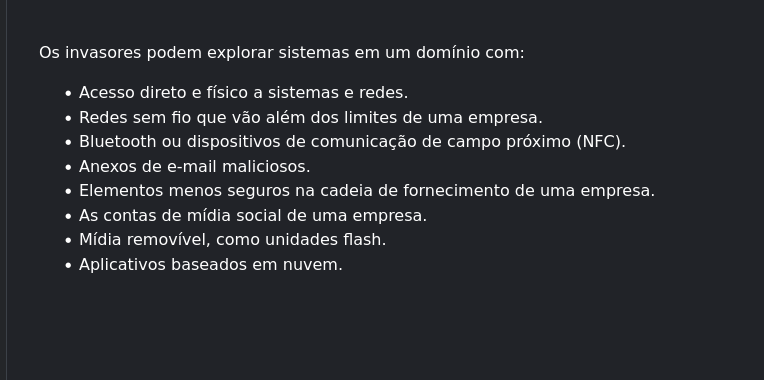 Os invasores podem explorar sistemas em um domínio com:
• Acesso direto e físico a sistemas e redes.
• Redes sem fio que vão além dos limites de uma empresa.
• Bluetooth ou dispositivos de comunicação de campo próximo (NFC).
• Anexos de e-mail maliciosos.
• Elementos menos seguros na cadeia de fornecimento de uma empresa.
• As contas de mídia social de uma empresa.
• Mídia removível, como unidades flash.
• Aplicativos baseados em nuvem.